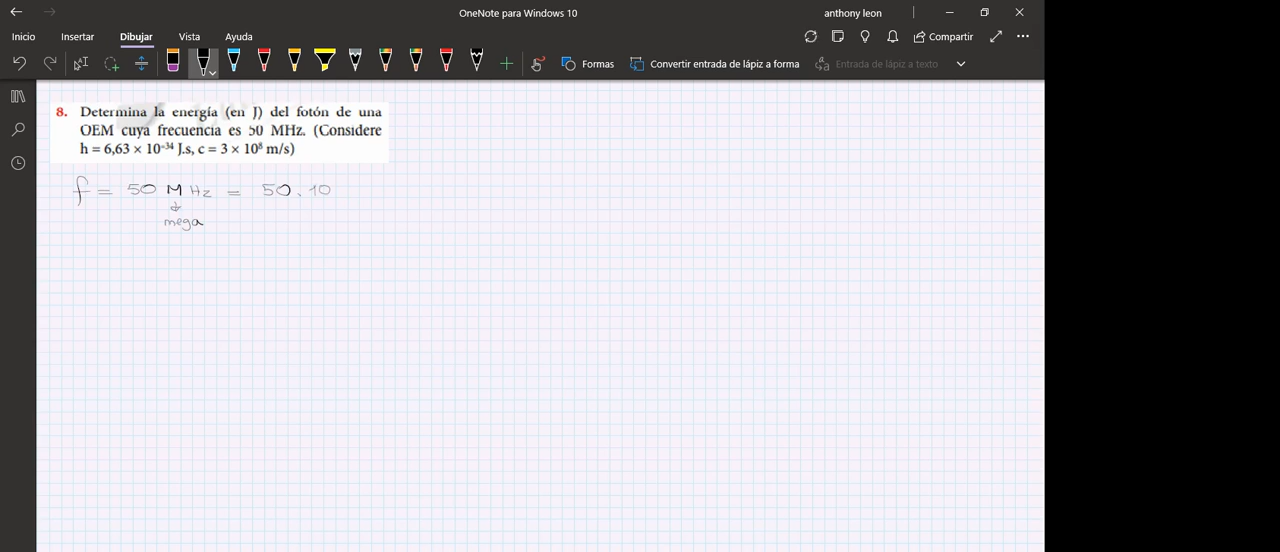 OneNote para Windows 10
anthony leon
Inicio Insertar Dibujar Vista Ayuda
Compartir
Formas Convertir entrada de lápiz a forma Entrada de lápiz a texto
8. Determina la energía (en J) del fotón de una
OEM cuya frecuencia es 50 MHz. (Considere
h = 6,63 × 10⁻³⁴ J.s, c = 3 × 10⁸ m/s)
f = 50 M Hz = 50 . 10
mega